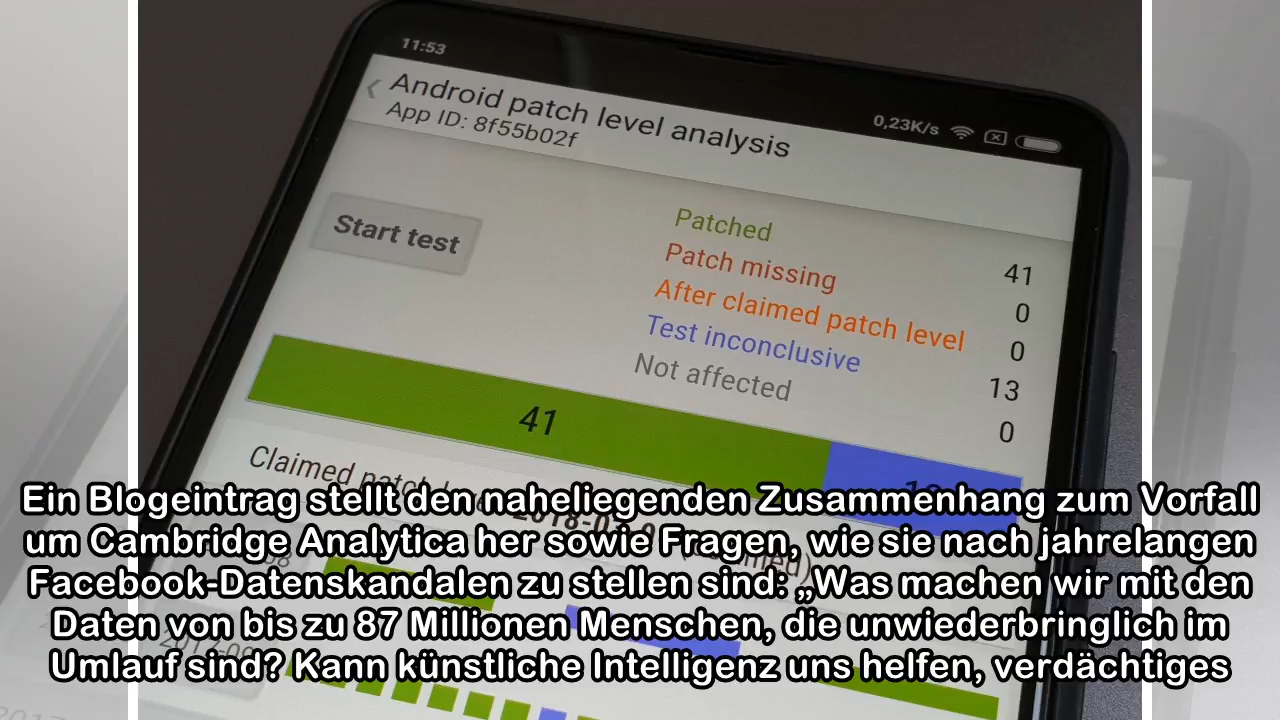 11:53
0,23K/s
Android patch level analysis
App ID: 8f55b02f
Start test
Patched 41
Patch missing 0
After claimed patch level 0
Test inconclusive 13
Not affected 0
41
Claimed
Ein Blogeintrag stellt den naheliegenden Zusammenhang zum Vorfall
um Cambridge Analytica her sowie Fragen, wie sie nach jahrelangen
Facebook-Datenskandalen zu stellen sind: „Was machen wir mit den
Daten von bis zu 87 Millionen Menschen, die unwiederbringlich im
Umlauf sind? Kann künstliche Intelligenz uns helfen, verdächtiges